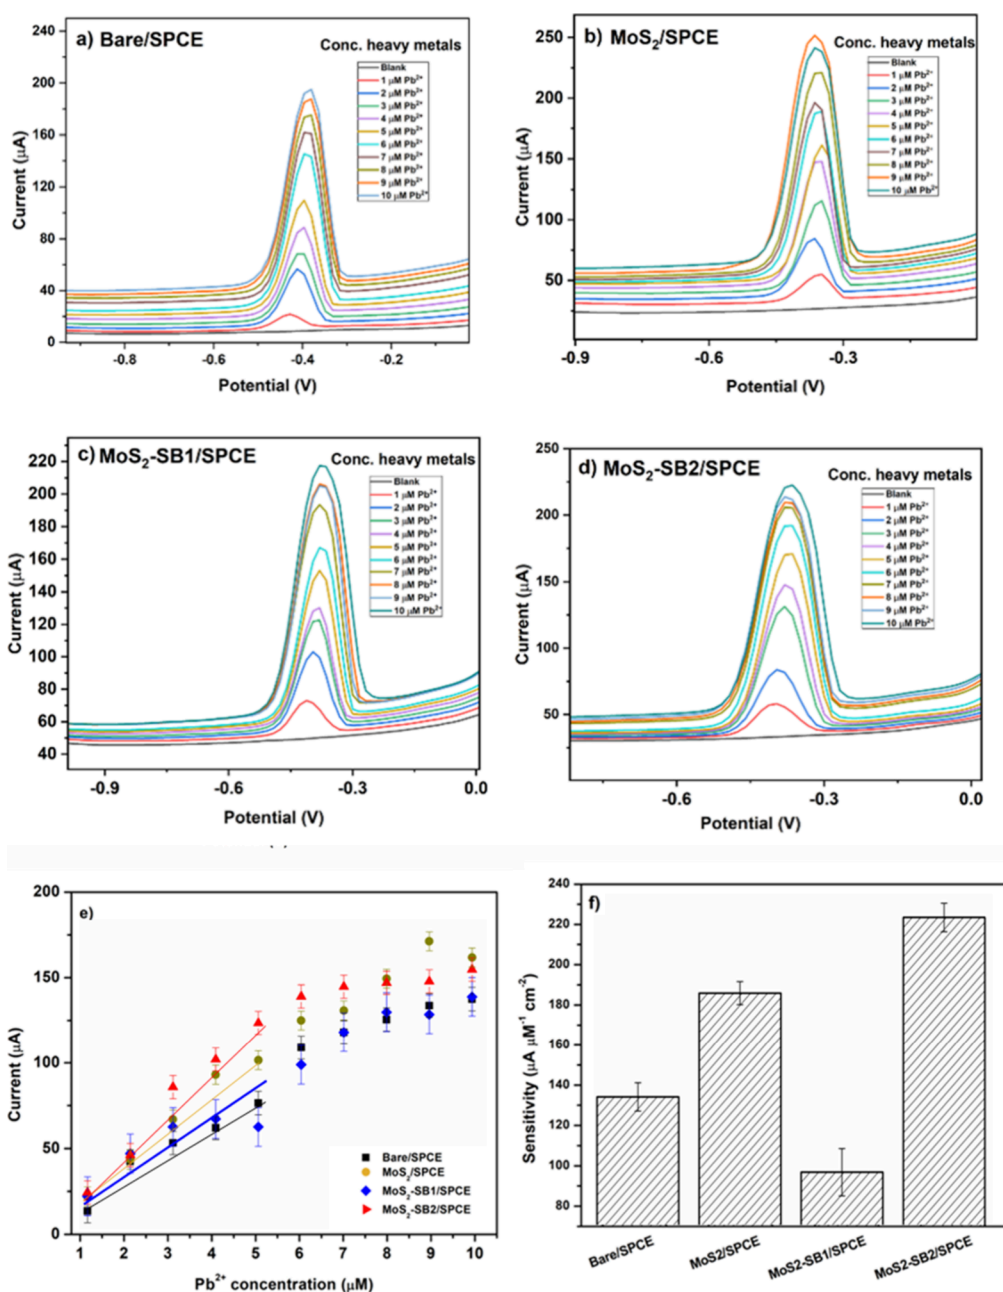 a) Bare/SPCE
Conc. heavy metals
Blank
1 μM Pb²⁺
2 μM Pb²⁺
3 μM Pb²⁺
4 μM Pb²⁺
5 μM Pb²⁺
6 μM Pb²⁺
7 μM Pb²⁺
8 μM Pb²⁺
9 μM Pb²⁺
10 μM Pb²⁺
240
200
160
120
80
40
0
Current (μA)
-0.8 -0.6 -0.4 -0.2
Potential (V)
b) MoS₂/SPCE
Conc. heavy metals
Blank
1 μM Pb²⁺
2 μM Pb²⁺
3 μM Pb²⁺
4 μM Pb²⁺
5 μM Pb²⁺
6 μM Pb²⁺
7 μM Pb²⁺
8 μM Pb²⁺
9 μM Pb²⁺
10 μM Pb²⁺
250
200
150
100
50
Current (μA)
-0.9 -0.6 -0.3
Potential (V)
c) MoS₂-SB1/SPCE
Conc. heavy metals
Blank
1 μM Pb²⁺
2 μM Pb²⁺
3 μM Pb²⁺
4 μM Pb²⁺
5 μM Pb²⁺
6 μM Pb²⁺
7 μM Pb²⁺
8 μM Pb²⁺
9 μM Pb²⁺
10 μM Pb²⁺
220
200
180
160
140
120
100
80
60
40
Current (μA)
-0.9 -0.6 -0.3 0.0
Potential (V)
d) MoS₂-SB2/SPCE
Conc. heavy metals
Blank
1 μM Pb²⁺
2 μM Pb²⁺
3 μM Pb²⁺
4 μM Pb²⁺
5 μM Pb²⁺
6 μM Pb²⁺
7 μM Pb²⁺
8 μM Pb²⁺
9 μM Pb²⁺
10 μM Pb²⁺
250
200
150
100
50
Current (μA)
-0.6 -0.3 0.0
Potential (V)
e)
200
150
100
50
0
Current (μA)
Bare/SPCE
MoS₂/SPCE
MoS₂-SB1/SPCE
MoS₂-SB2/SPCE
1 2 3 4 5 6 7 8 9 10
Pb²⁺ concentration (μM)
f)
240
220
200
180
160
140
120
100
80
Sensitivity (μA μM⁻¹ cm⁻²)
Bare/SPCE
MoS2/SPCE
MoS2-SB1/SPCE
MoS2-SB2/SPCE